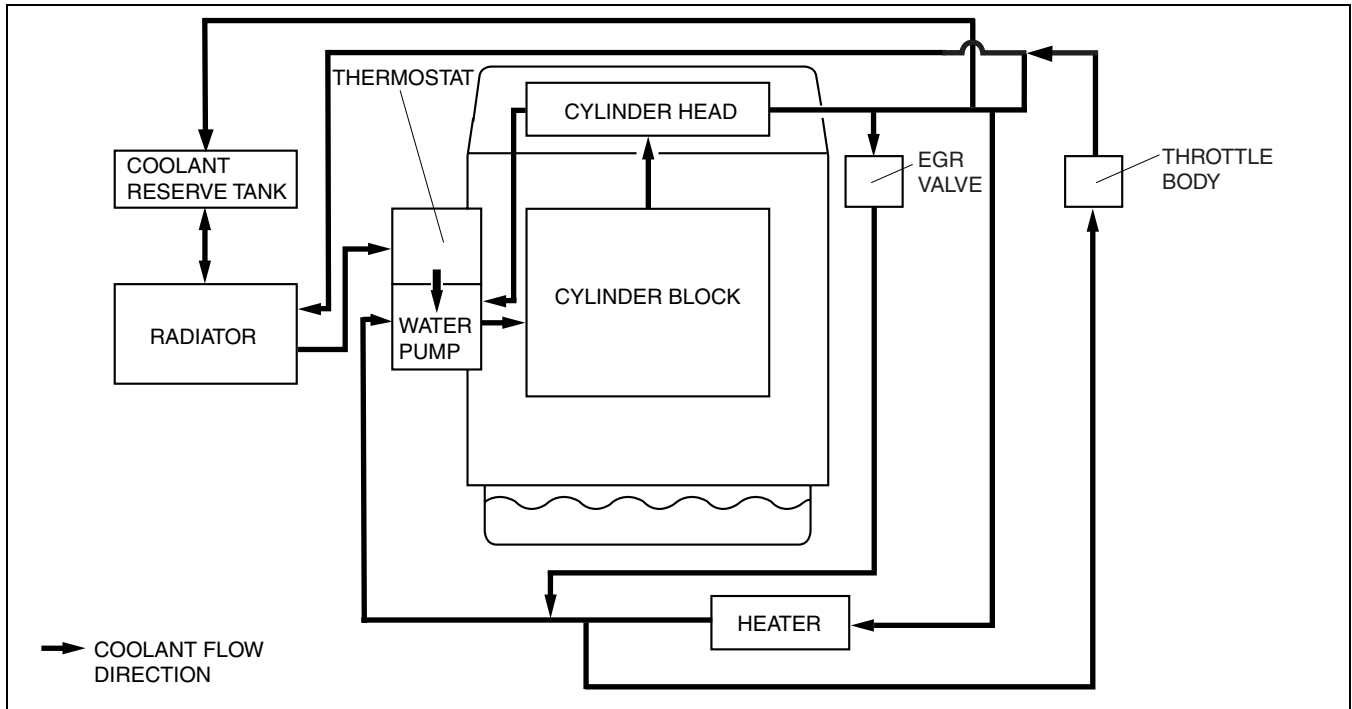 THERMOSTAT
CYLINDER HEAD
COOLANT
RESERVE TANK
EGR
VALVE
THROTTLE
BODY
RADIATOR
WATER
PUMP
CYLINDER BLOCK
HEATER
COOLANT FLOW
DIRECTION